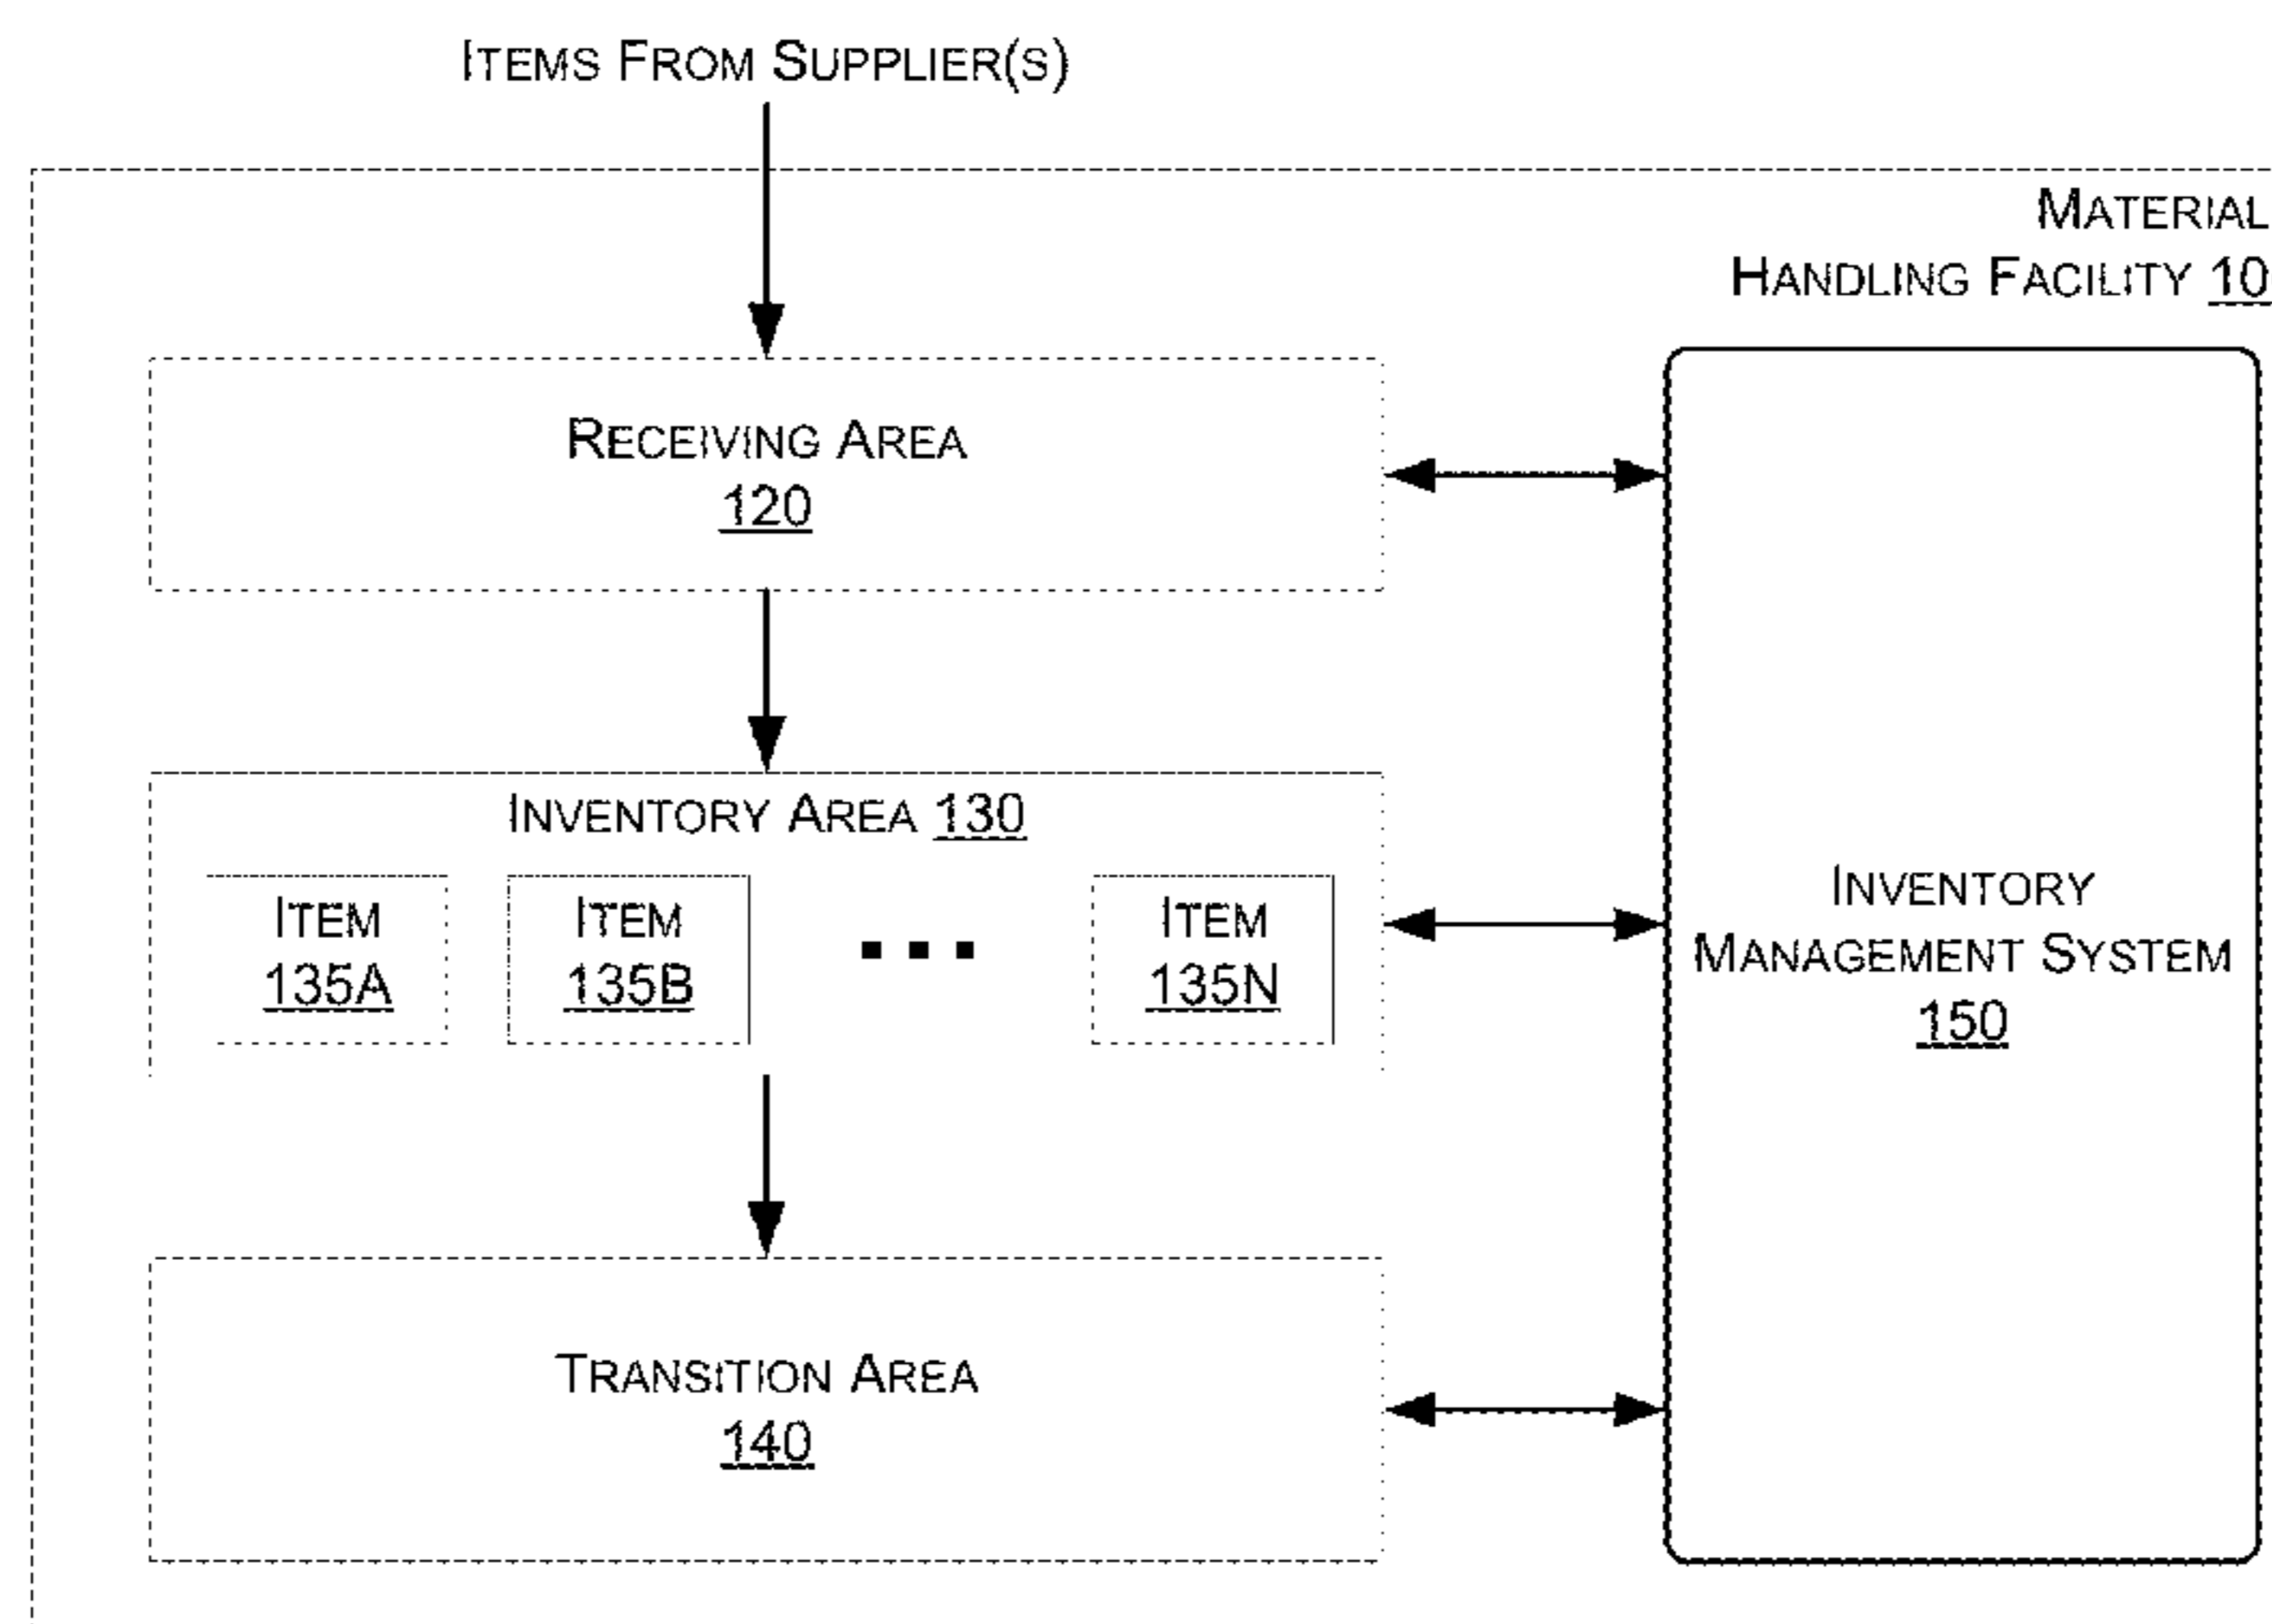 ITEMS FROM SUPPLIER(S)
MATERIAL
HANDLING FACILITY 10
RECEIVING AREA
120
INVENTORY AREA 130
ITEM
135A
ITEM
135B
ITEM
135N
INVENTORY
MANAGEMENT SYSTEM
150
TRANSITION AREA
140